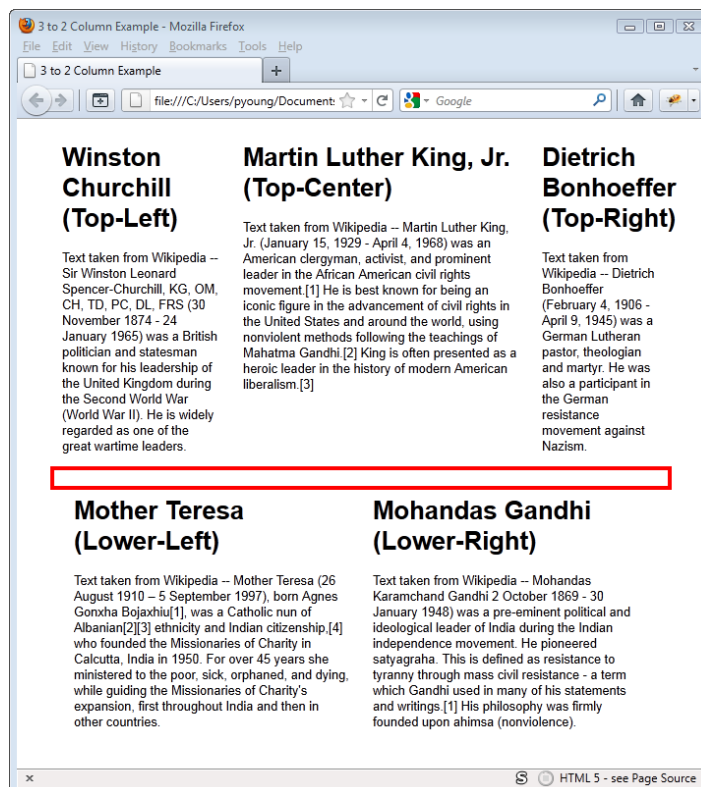 3 to 2 Column Example - Mozilla Firefox
File Edit View History Bookmarks Tools Help
3 to 2 Column Example
file:///C:/Users/pyoung/Document:
Google
Winston
Churchill
(Top-Left)
Text taken from Wikipedia --
Sir Winston Leonard
Spencer-Churchill, KG, OM,
CH, TD, PC, DL, FRS (30
November 1874 - 24
January 1965) was a British
politician and statesman
known for his leadership of
the United Kingdom during
the Second World War
(World War II). He is widely
regarded as one of the
great wartime leaders.
Martin Luther King, Jr.
(Top-Center)
Text taken from Wikipedia -- Martin Luther King,
Jr. (January 15, 1929 - April 4, 1968) was an
American clergyman, activist, and prominent
leader in the African American civil rights
movement.[1] He is best known for being an
iconic figure in the advancement of civil rights in
the United States and around the world, using
nonviolent methods following the teachings of
Mahatma Gandhi.[2] King is often presented as a
heroic leader in the history of modern American
liberalism.[3]
Dietrich
Bonhoeffer
(Top-Right)
Text taken from
Wikipedia -- Dietrich
Bonhoeffer
(February 4, 1906 -
April 9, 1945) was a
German Lutheran
pastor, theologian
and martyr. He was
also a participant in
the German
resistance
movement against
Nazism.
Mother Teresa
(Lower-Left)
Text taken from Wikipedia -- Mother Teresa (26
August 1910 – 5 September 1997), born Agnes
Gonxha Bojaxhiu[1], was a Catholic nun of
Albanian[2][3] ethnicity and Indian citizenship,[4]
who founded the Missionaries of Charity in
Calcutta, India in 1950. For over 45 years she
ministered to the poor, sick, orphaned, and dying,
while guiding the Missionaries of Charity's
expansion, first throughout India and then in
other countries.
Mohandas Gandhi
(Lower-Right)
Text taken from Wikipedia -- Mohandas
Karamchand Gandhi 2 October 1869 - 30
January 1948) was a pre-eminent political and
ideological leader of India during the Indian
independence movement. He pioneered
satyagraha. This is defined as resistance to
tyranny through mass civil resistance - a term
which Gandhi used in many of his statements
and writings.[1] His philosophy was firmly
founded upon ahimsa (nonviolence).
HTML 5 - see Page Source